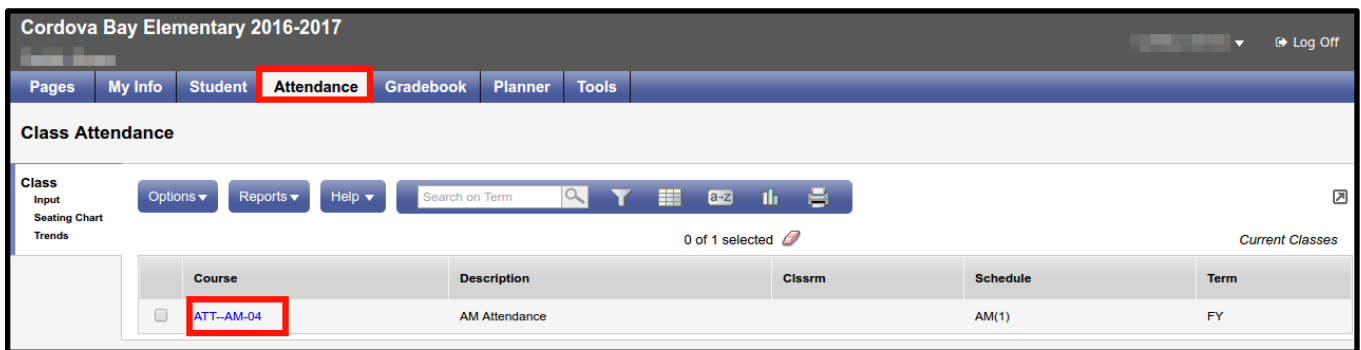 Cordova Bay Elementary 2016-2017
Log Off
Pages My Info Student Attendance Gradebook Planner Tools
Class Attendance
Class
Input
Seating Chart
Trends
Options Reports Help Search on Term a-z
0 of 1 selected Current Classes
Course Description Clssrm Schedule Term
ATT--AM-04 AM Attendance AM(1) FY